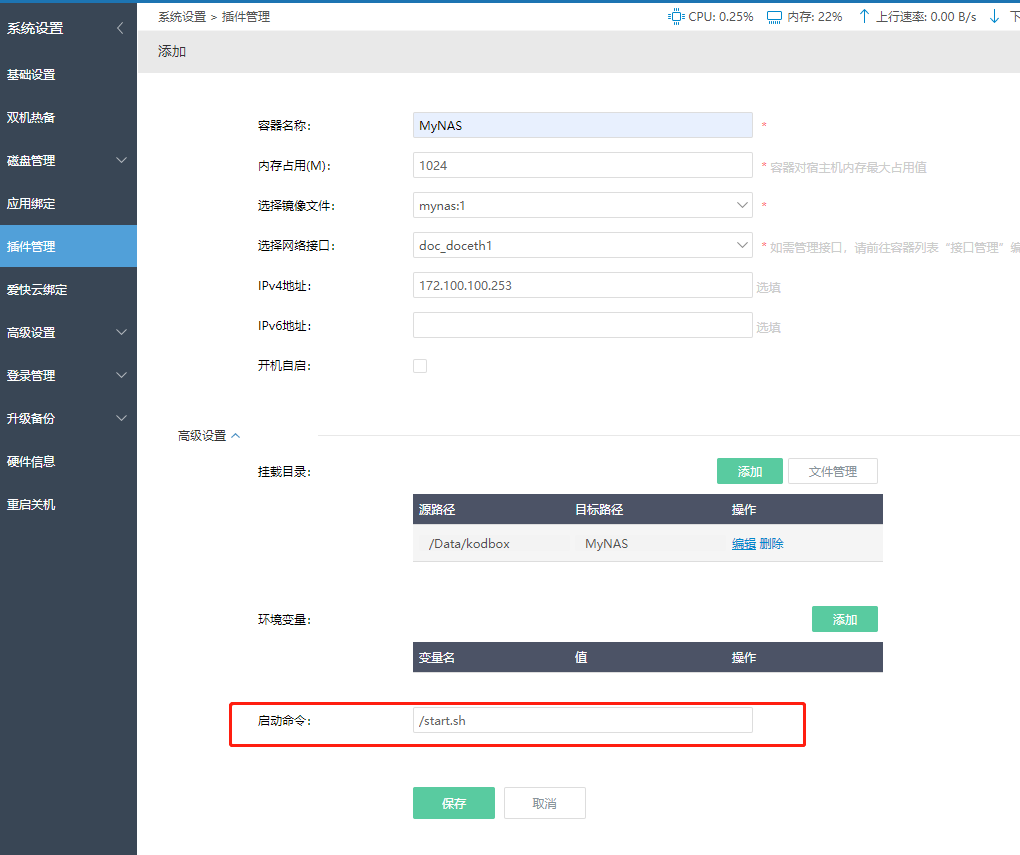 系统设置
基础设置
双机热备
磁盘管理
应用绑定
插件管理
爱快云绑定
高级设置
登录管理
升级备份
硬件信息
重启关机
系统设置 > 插件管理
CPU: 0.25% 内存: 22% 上行速率: 0.00 B/s
添加
容器名称: MyNAS *
内存占用(M): 1024 * 容器对宿主机内存最大占用值
选择镜像文件: mynas:1 *
选择网络接口: doc_doceth1 * 如需管理接口，请前往容器列表“接口管理”编
IPv4地址: 172.100.100.253 选填
IPv6地址: 选填
开机自启:
高级设置
挂载目录: 添加 文件管理
源路径 目标路径 操作
/Data/kodbox MyNAS 编辑 删除
环境变量: 添加
变量名 值 操作
启动命令: /start.sh
保存 取消